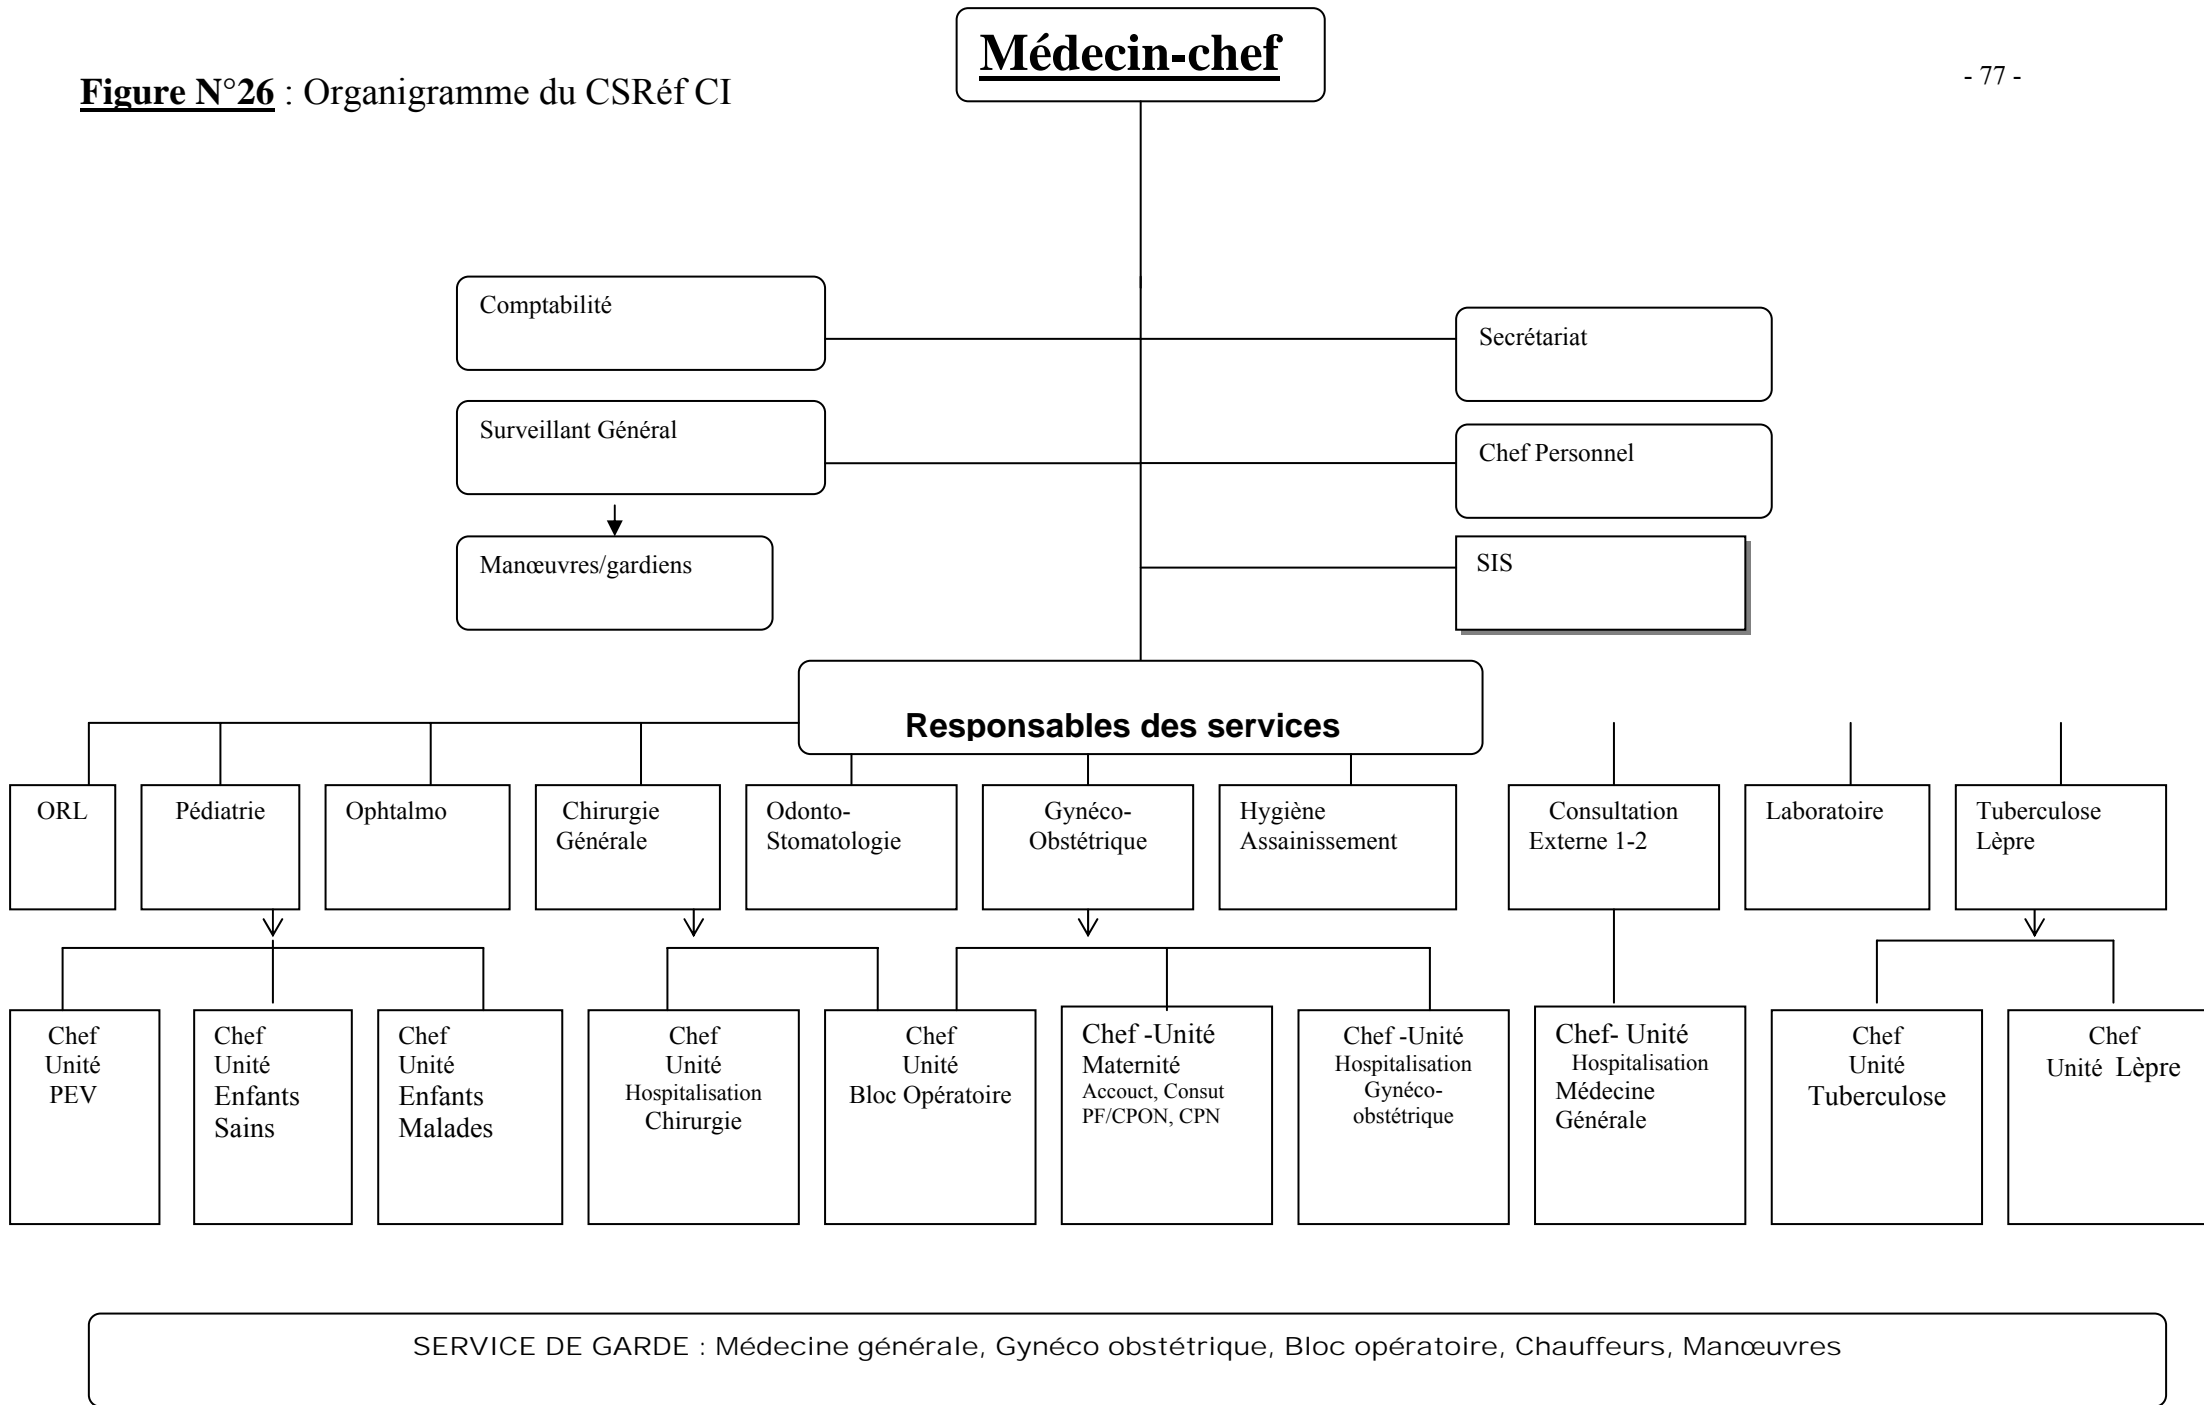 Médecin-chef
Figure N°26 : Organigramme du CSRéf CI
- 77 -
Comptabilité
Secrétariat
Surveillant Général
Chef Personnel
Manœuvres/gardiens
SIS
Responsables des services
ORL
Pédiatrie
Ophtalmo
Chirurgie
Générale
Odonto-
Stomatologie
Gynéco-
Obstétrique
Hygiène
Assainissement
Consultation
Externe 1-2
Laboratoire
Tuberculose
Lèpre
Chef
Unité
PEV
Chef
Unité
Enfants
Sains
Chef
Unité
Enfants
Malades
Chef
Unité
Hospitalisation
Chirurgie
Chef
Unité
Bloc Opératoire
Chef -Unité
Maternité
Accouct, Consut
PF/CPON, CPN
Chef -Unité
Hospitalisation
Gynéco-
obstétrique
Chef- Unité
Hospitalisation
Médecine
Générale
Chef
Unité
Tuberculose
Chef
Unité Lèpre
SERVICE DE GARDE : Médecine générale, Gynéco obstétrique, Bloc opératoire, Chauffeurs, Manœuvres